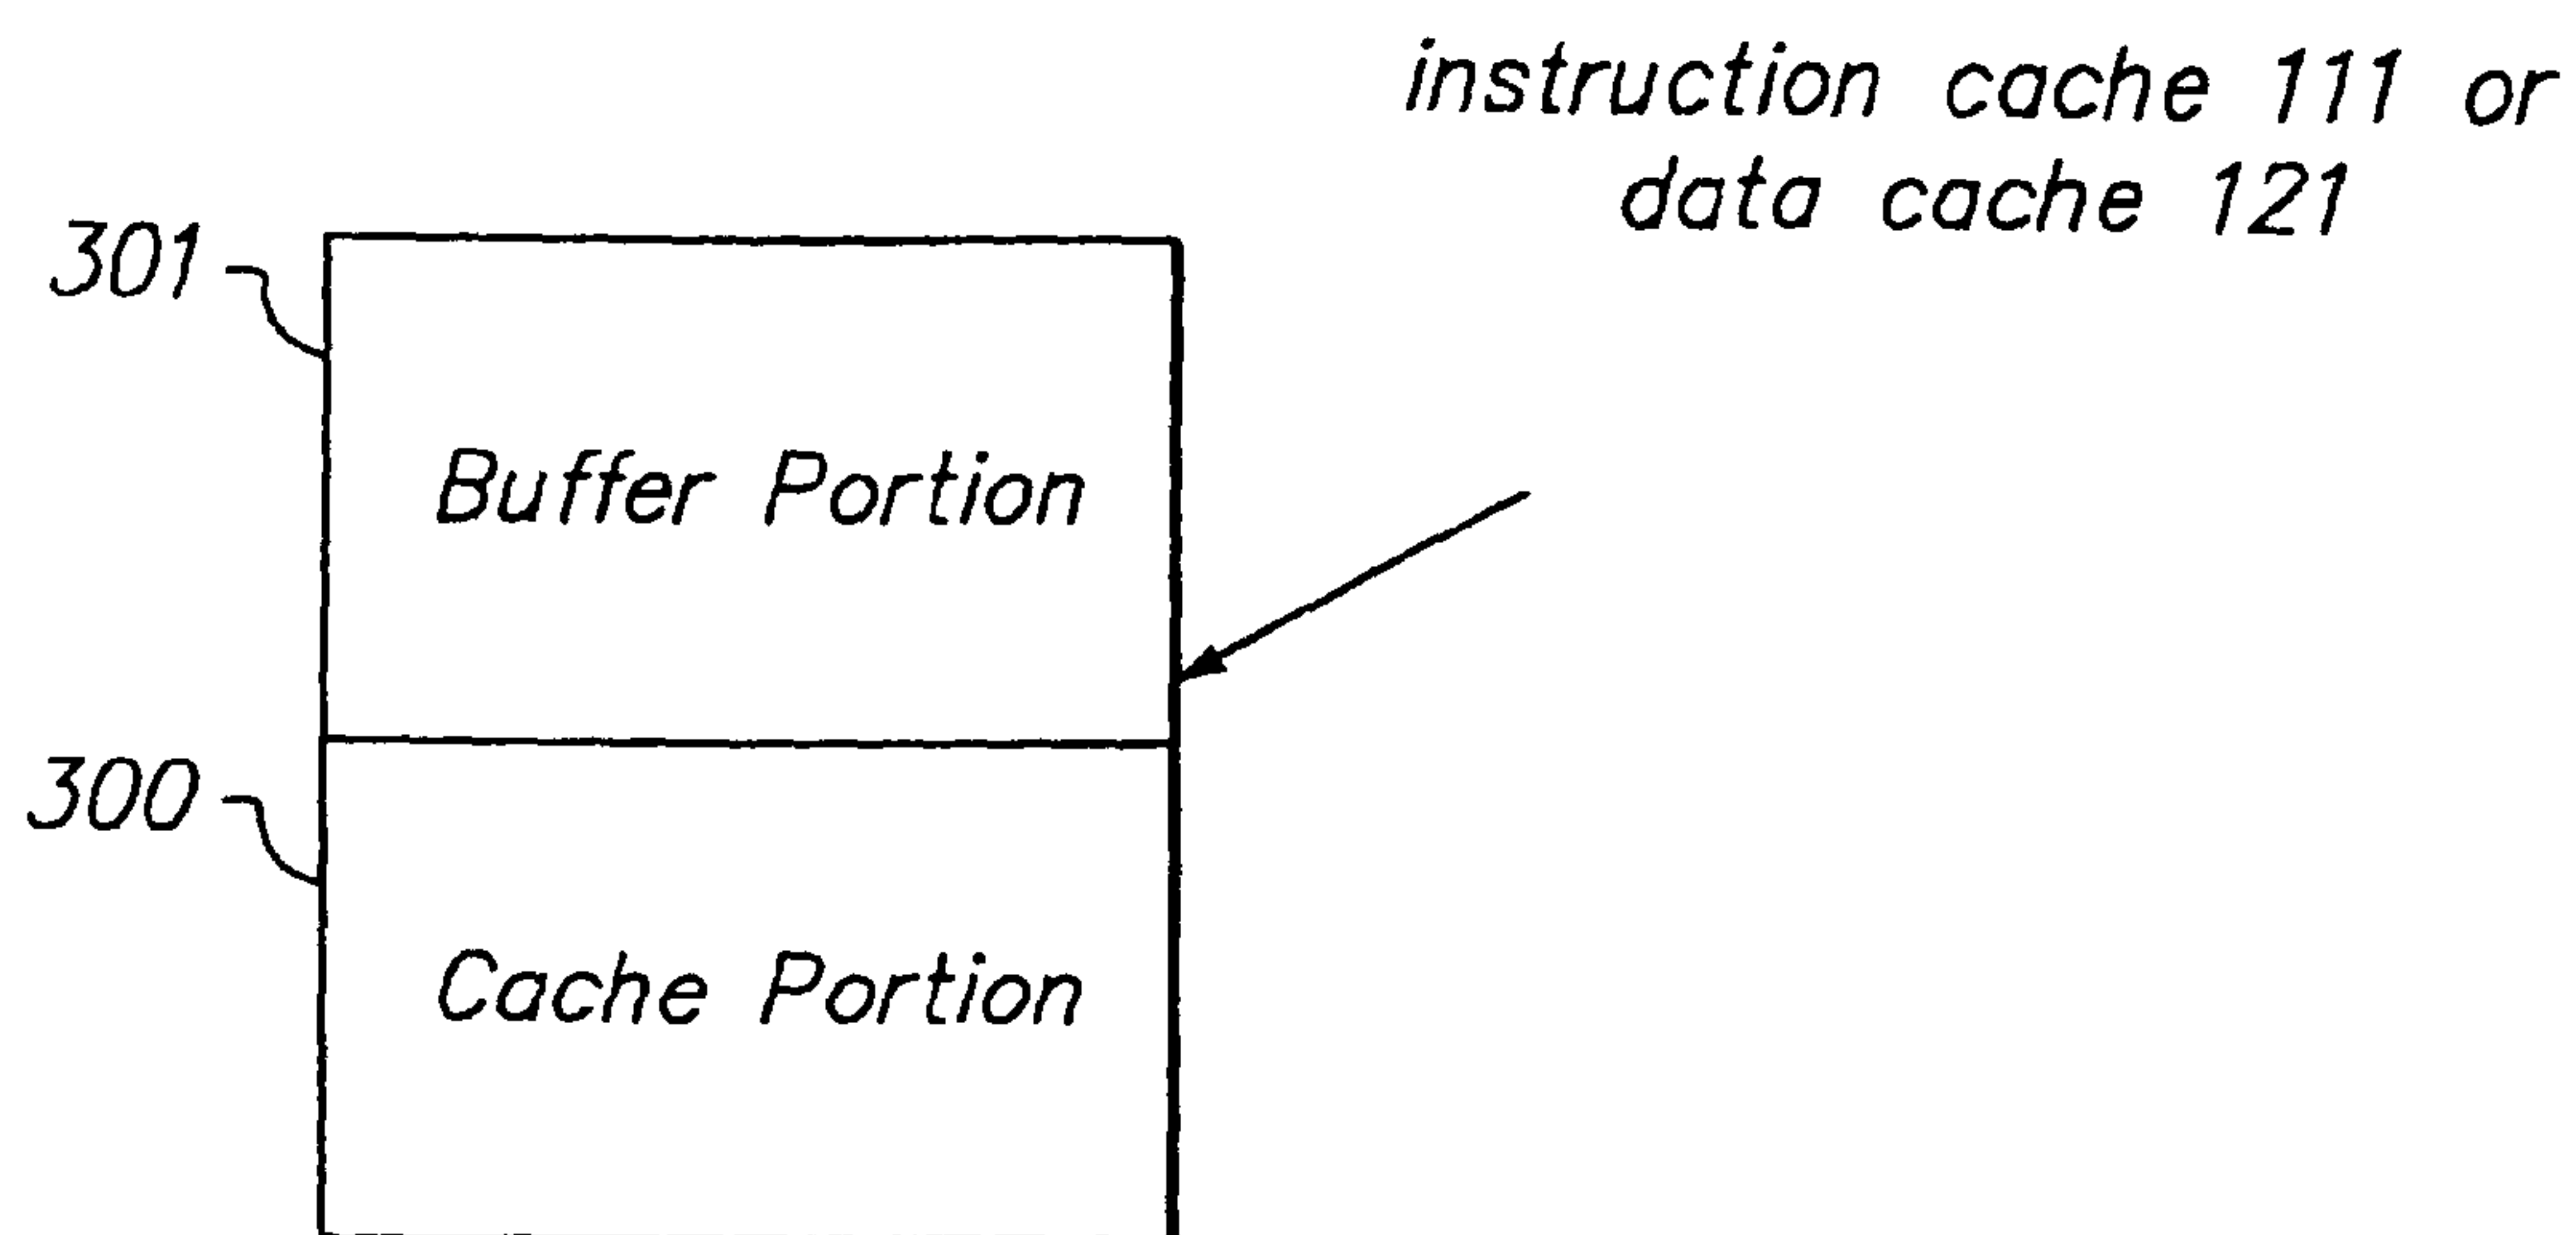 instruction cache 111 or
data cache 121
301
Buffer Portion
300
Cache Portion